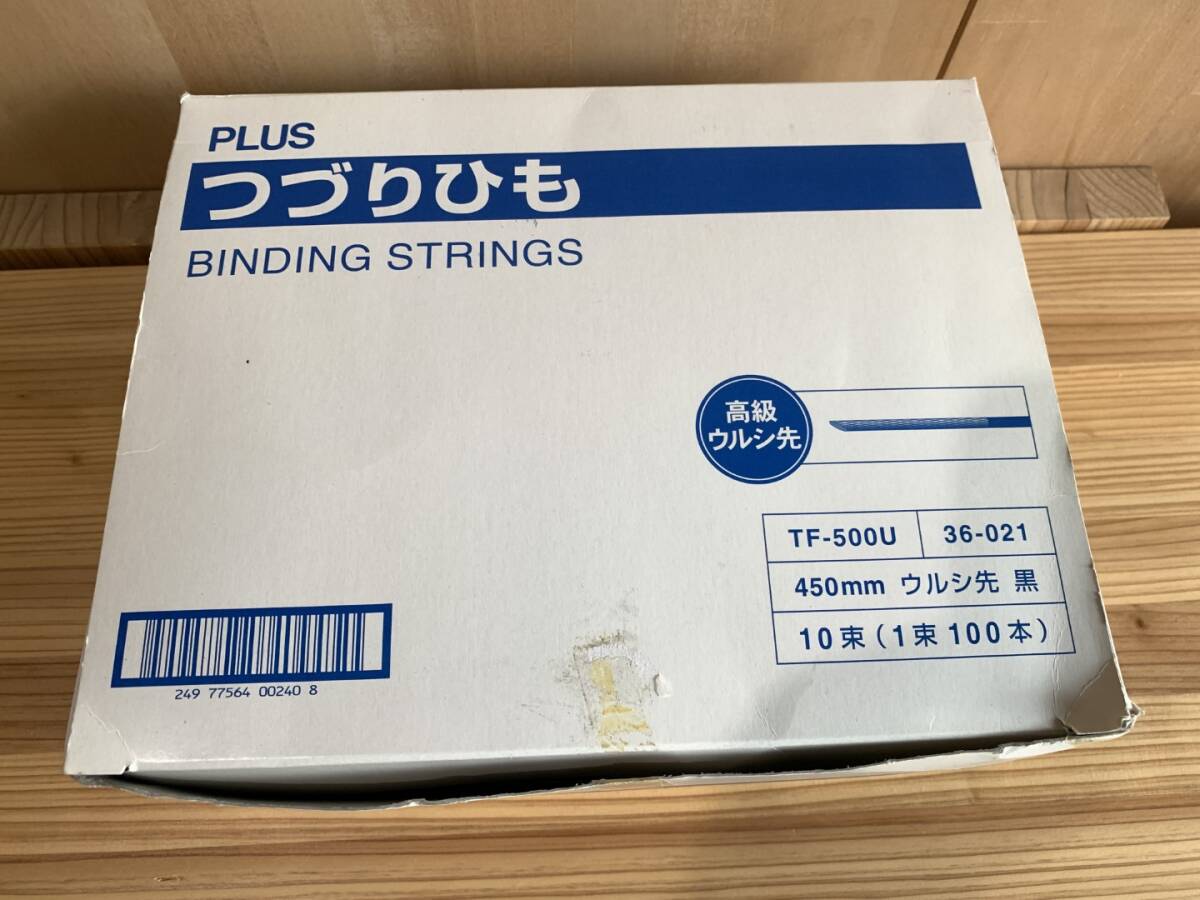 PLUS
つづりひも
BINDING STRINGS
高級
ウルシ先
TF-500U 36-021
450mm ウルシ先 黒
10束(1束100本)
249 77564 00240 8